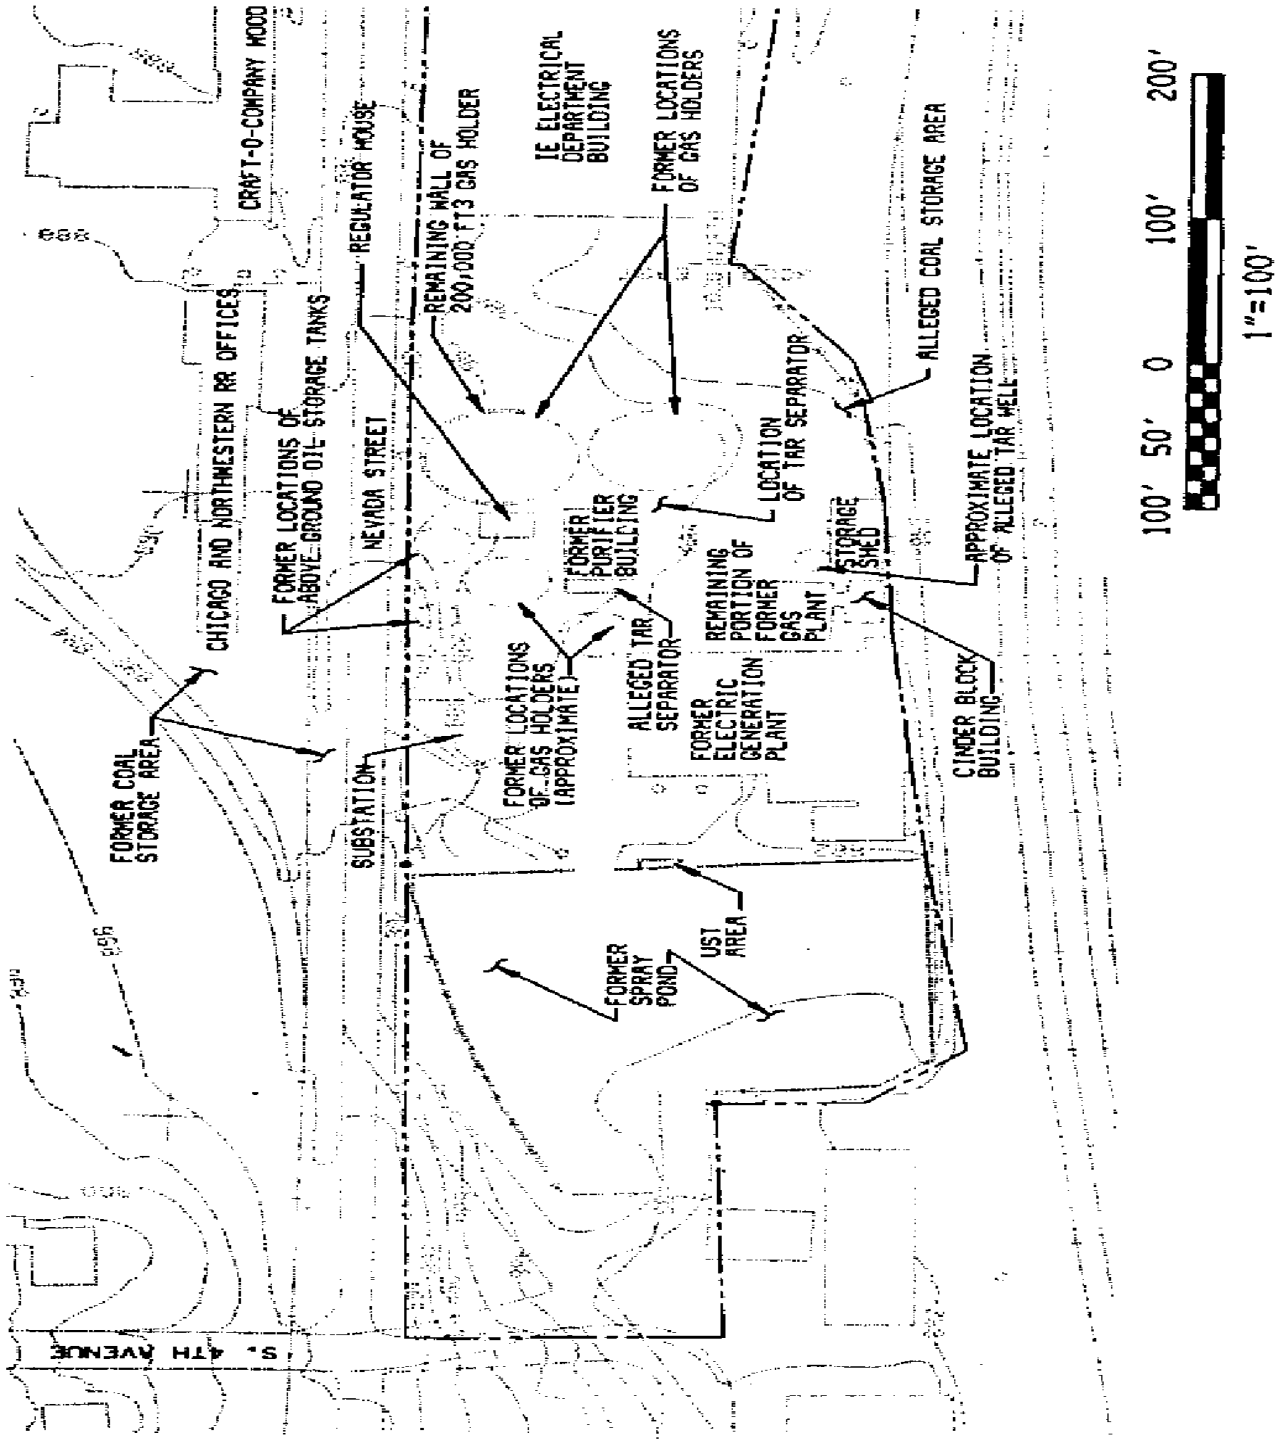 S. 4TH AVENUE
FORMER COAL
STORAGE AREA
CHICAGO AND NORTHWESTERN RR OFFICES
CRAFT-O-COMPANY WOOD
FORMER LOCATIONS OF
ABOVE GROUND OIL STORAGE TANKS
NEVADA STREET
SUBSTATION
REGULATOR HOUSE
REMAINING WALL OF
200,000 FT3 GAS HOLDER
IE ELECTRICAL
DEPARTMENT
BUILDING
FORMER LOCATIONS
OF GAS HOLDERS
FORMER LOCATIONS
OF GAS HOLDERS
(APPROXIMATE)
FORMER
PURIFIER
BUILDING
ALLEGED TAR
SEPARATOR
LOCATION
OF TAR SEPARATOR
REMAINING
PORTION OF
FORMER
GAS
PLANT
FORMER
ELECTRIC
GENERATION
PLANT
FORMER
SPRAY
POND
UST
AREA
STORAGE
SHED
ALLEGED COAL STORAGE AREA
APPROXIMATE LOCATION
OF ALLEGED TAR WELL
CINDER BLOCK
BUILDING
100' 50' 0 100' 200'
1"=100'